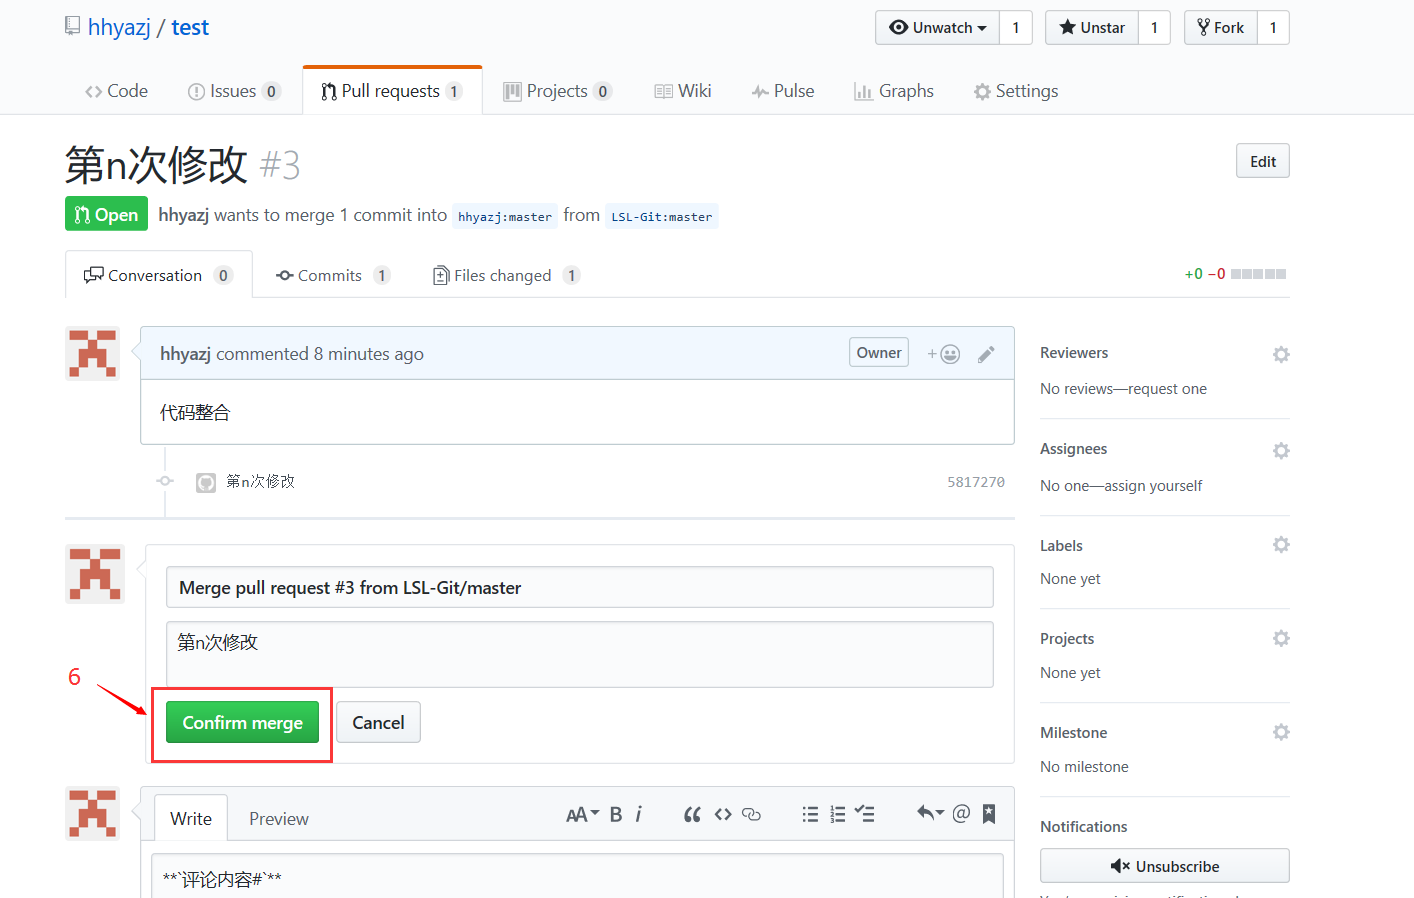 hhyazj / test
Unwatch 1 Unstar 1 Fork 1
Code Issues 0 Pull requests 1 Projects 0 Wiki Pulse Graphs Settings
第n次修改 #3
Edit
Open hhyazj wants to merge 1 commit into hhyazj:master from LSL-Git:master
Conversation 0 Commits 1 Files changed 1 +0 −0
hhyazj commented 8 minutes ago Owner
代码整合
第n次修改 5817270
Merge pull request #3 from LSL-Git/master
第n次修改
6
Confirm merge Cancel
Write Preview
**`评论内容#`**
Reviewers
No reviews—request one
Assignees
No one—assign yourself
Labels
None yet
Projects
None yet
Milestone
No milestone
Notifications
Unsubscribe